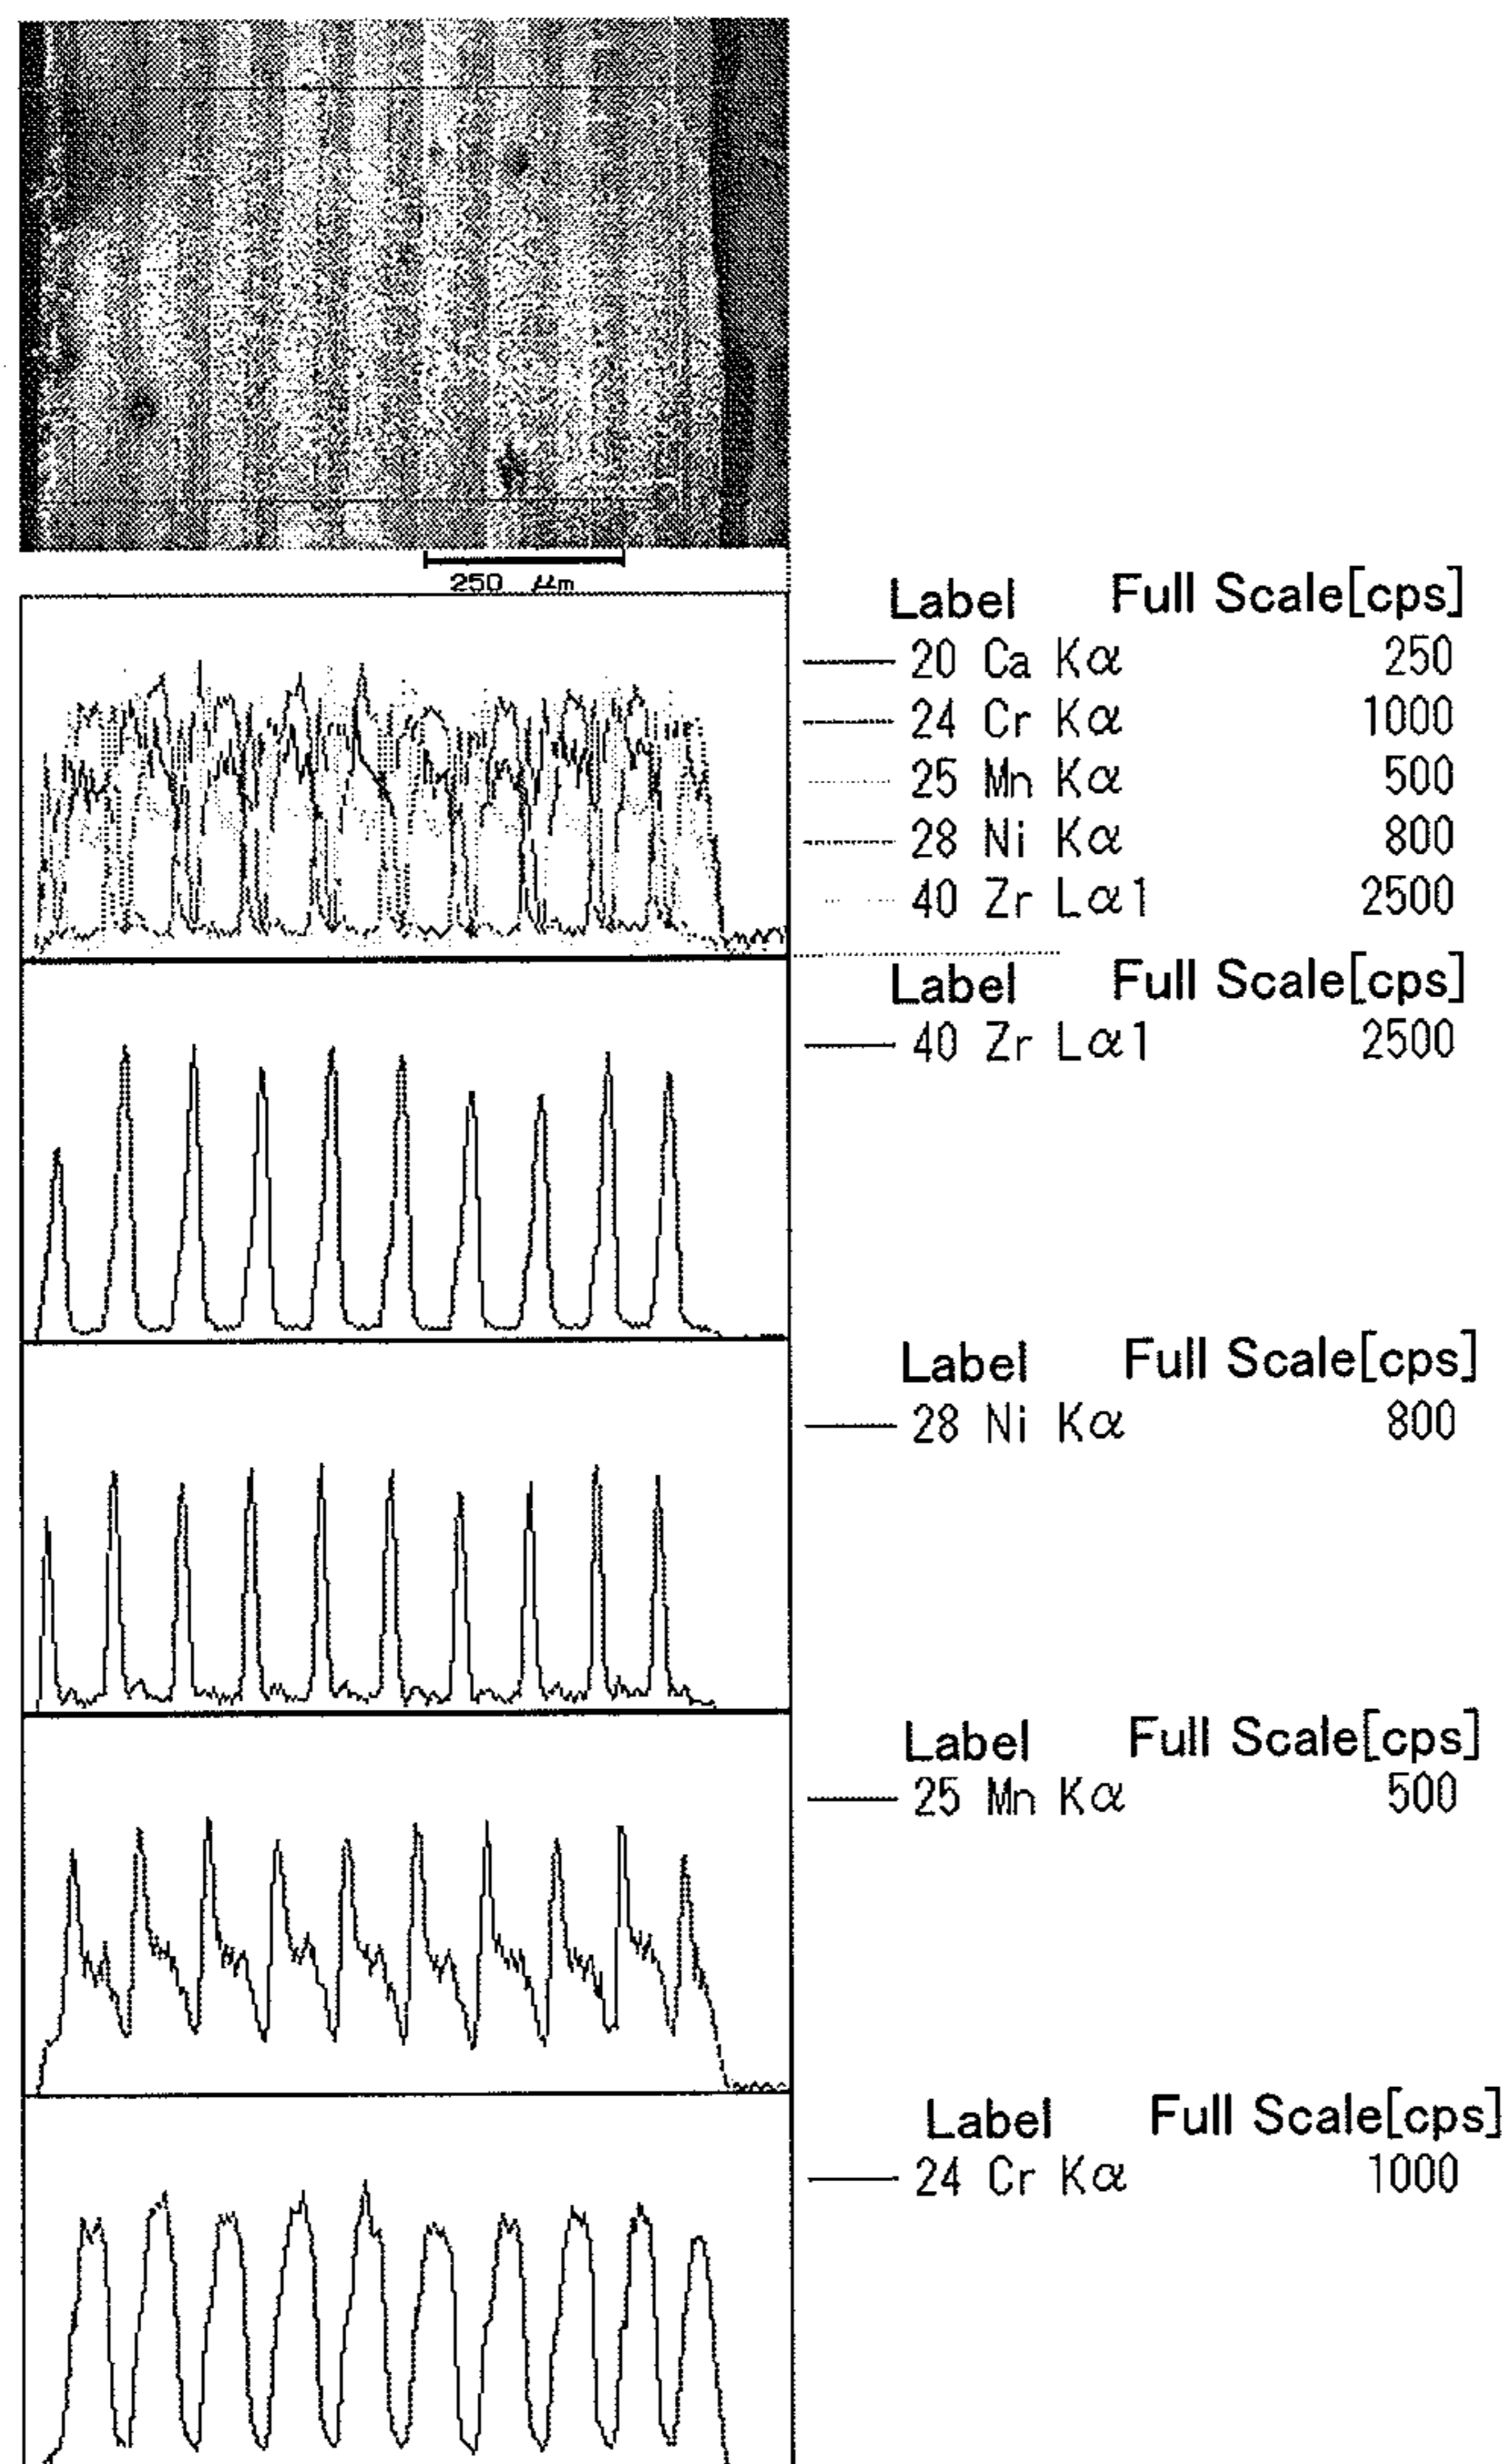 250 μm
Label Full Scale[cps]
20 Ca Kα 250
24 Cr Kα 1000
25 Mn Kα 500
28 Ni Kα 800
40 Zr Lα1 2500
Label Full Scale[cps]
40 Zr Lα1 2500
Label Full Scale[cps]
28 Ni Kα 800
Label Full Scale[cps]
25 Mn Kα 500
Label Full Scale[cps]
24 Cr Kα 1000